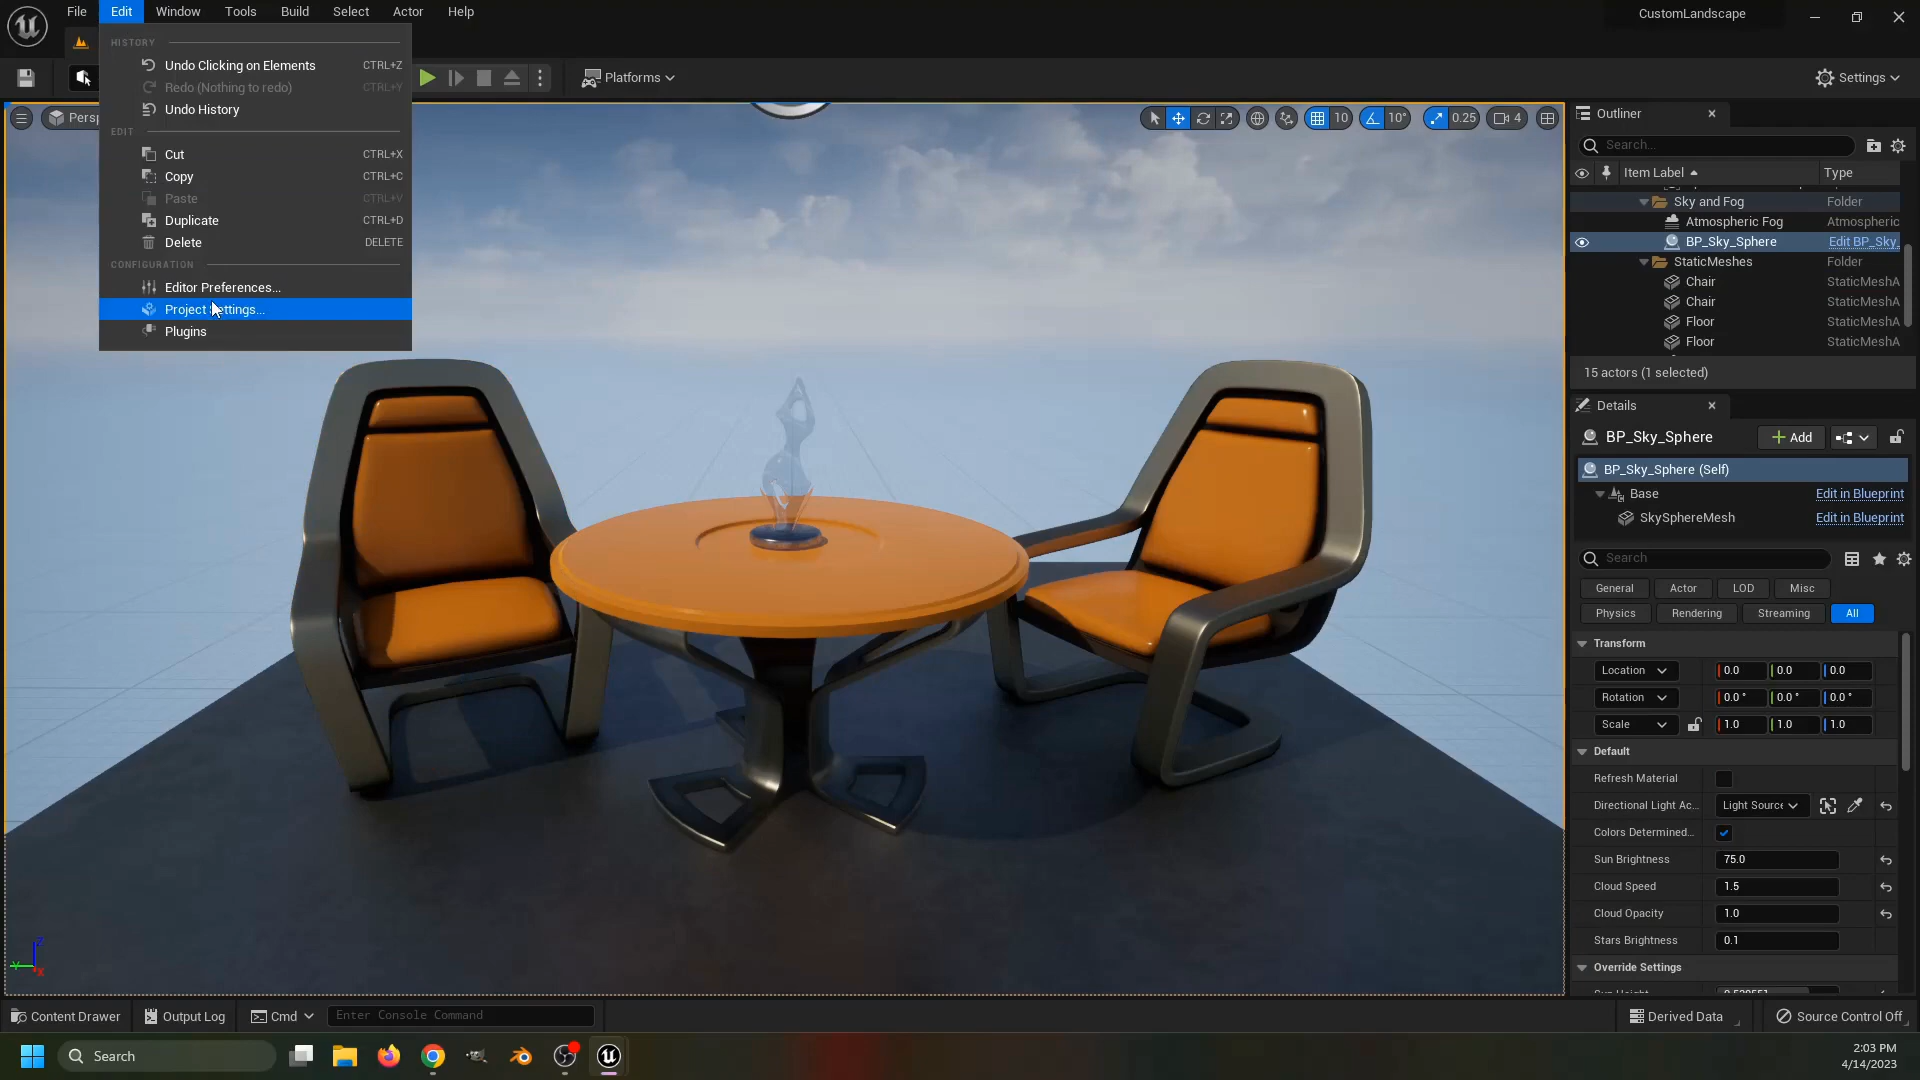 File Edit Window Tools Build Select Actor Help
CustomLandscape
HISTORY
Undo Clicking on Elements CTRL+Z
Redo (Nothing to redo) CTRL+Y
Undo History
EDIT
Cut CTRL+X
Copy CTRL+C
Paste CTRL+V
Duplicate CTRL+D
Delete DELETE
CONFIGURATION
Editor Preferences...
Project Settings...
Plugins
Platforms
Settings
Persp
10 10° 0.25 4
Outliner
Search...
Item Label Type
Sky and Fog Folder
Atmospheric Fog Atmospheric
BP_Sky_Sphere Edit BP_Sky_
StaticMeshes Folder
Chair StaticMeshA
Chair StaticMeshA
Floor StaticMeshA
Floor StaticMeshA
15 actors (1 selected)
Details
BP_Sky_Sphere Add
BP_Sky_Sphere (Self)
Base Edit in Blueprint
SkySphereMesh Edit in Blueprint
Search
General Actor LOD Misc
Physics Rendering Streaming All
Transform
Location 0.0 0.0 0.0
Rotation 0.0 ° 0.0 ° 0.0 °
Scale 1.0 1.0 1.0
Default
Refresh Material
Directional Light Ac... Light Source
Colors Determined...
Sun Brightness 75.0
Cloud Speed 1.5
Cloud Opacity 1.0
Stars Brightness 0.1
Override Settings
Z
Y
X
Content Drawer Output Log Cmd Enter Console Command
Derived Data Source Control Off
Search
2:03 PM
4/14/2023